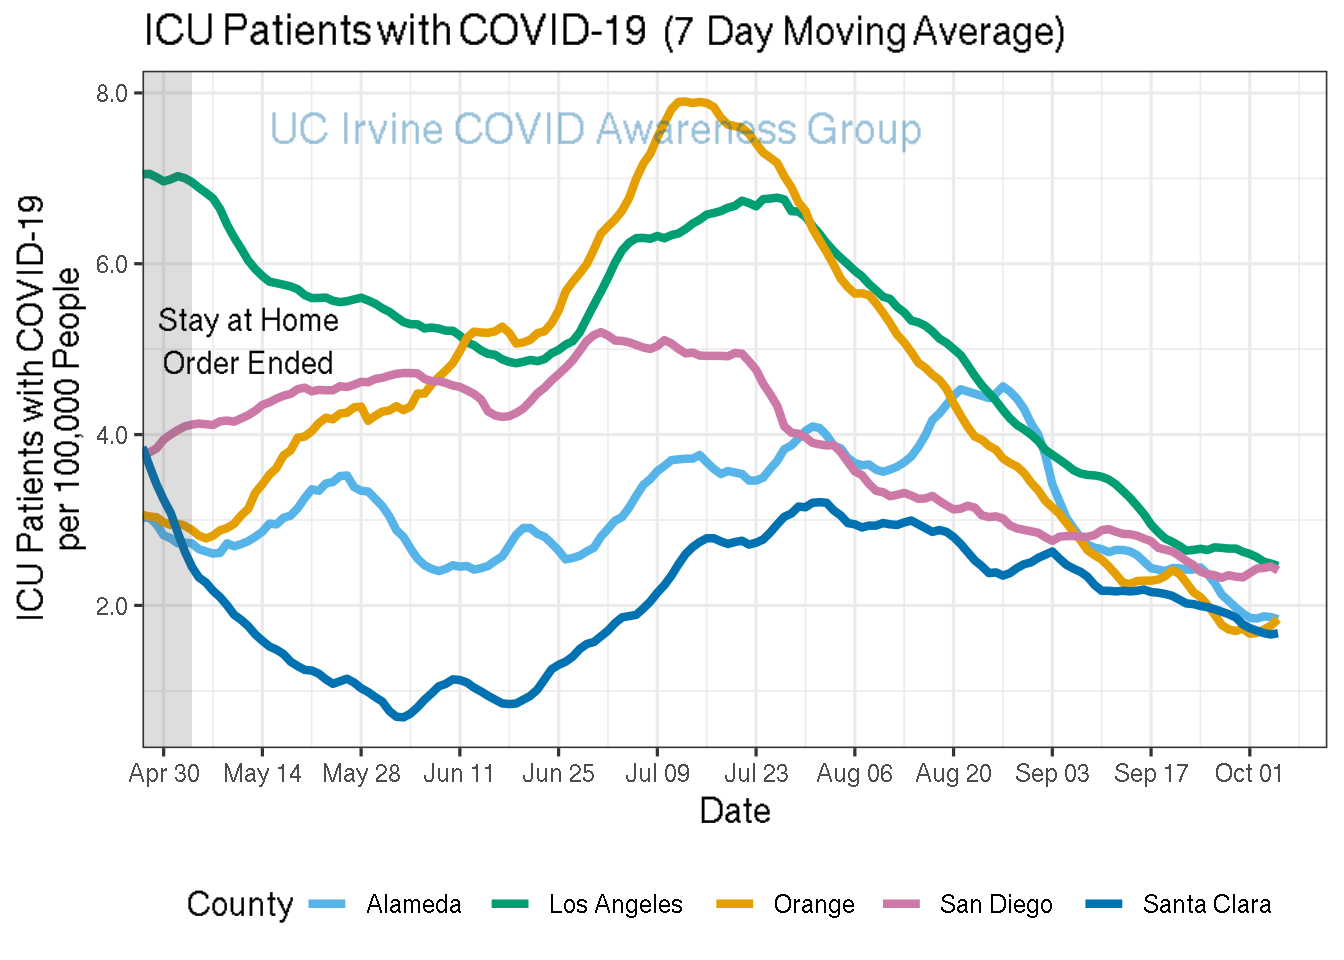 ICU Patients with COVID-19 (7 Day Moving Average)
UC Irvine COVID Awareness Group
Stay at Home
Order Ended
ICU Patients with COVID-19
per 100,000 People
8.0
6.0
4.0
2.0
Apr 30 May 14 May 28 Jun 11 Jun 25 Jul 09 Jul 23 Aug 06 Aug 20 Sep 03 Sep 17 Oct 01
Date
County Alameda Los Angeles Orange San Diego Santa Clara